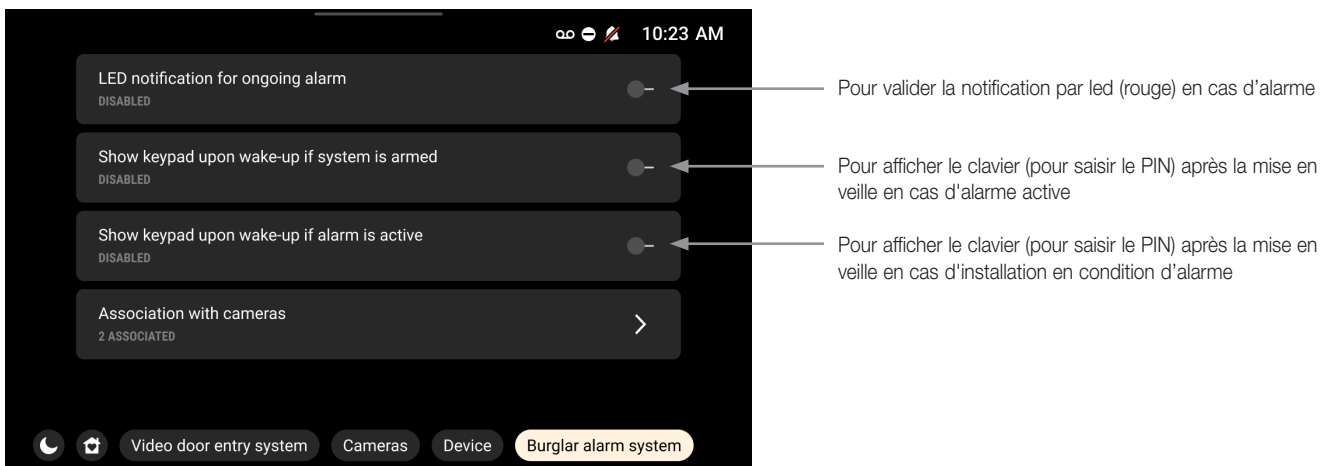 10:23 AM
LED notification for ongoing alarm
DISABLED
Pour valider la notification par led (rouge) en cas d’alarme
Show keypad upon wake-up if system is armed
DISABLED
Pour afficher le clavier (pour saisir le PIN) après la mise en
veille en cas d'alarme active
Show keypad upon wake-up if alarm is active
DISABLED
Pour afficher le clavier (pour saisir le PIN) après la mise en
veille en cas d'installation en condition d’alarme
Association with cameras
2 ASSOCIATED
Video door entry system
Cameras
Device
Burglar alarm system